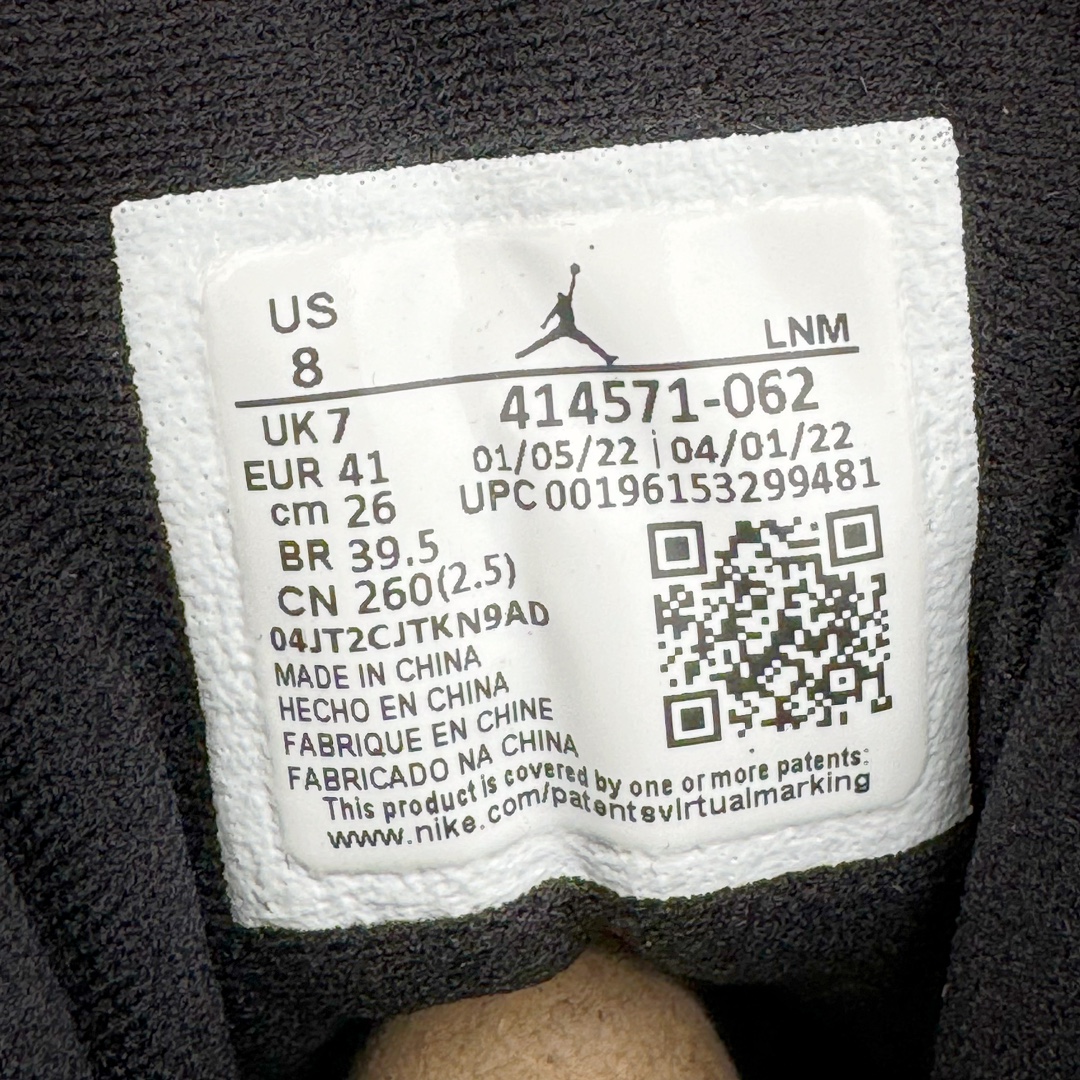 US
8
LNM
UK 7
414571-062
EUR 41
01/05/22 | 04/01/22
cm 26
UPC 00196153299481
BR 39.5
CN 260(2.5)
04JT2CJTKN9AD
MADE IN CHINA
HECHO EN CHINA
FABRIQUE EN CHINE
FABRICADO NA CHINA
This product is covered by one or more patents:
www.nike.com/patentsvirtualmarking